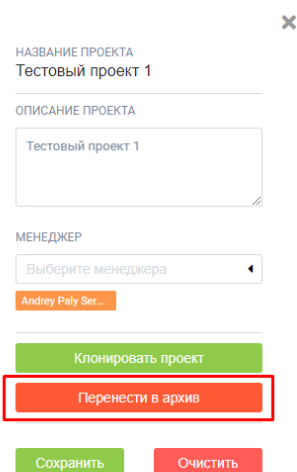 НАЗВАНИЕ ПРОЕКТА
Тестовый проект 1
ОПИСАНИЕ ПРОЕКТА
Тестовый проект 1
МЕНЕДЖЕР
Выберите менеджера
Andrey Paly Ser...
Клонировать проект
Перенести в архив
Сохранить
Очистить